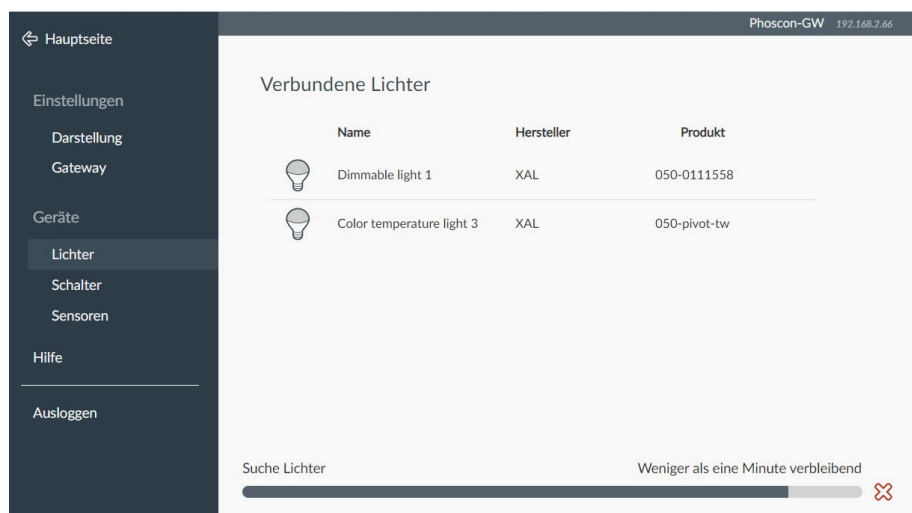 Phoscon-GW 192.168.2.66
Hauptseite
Einstellungen
Darstellung
Gateway
Geräte
Lichter
Schalter
Sensoren
Hilfe
Ausloggen
Verbundene Lichter
Name Hersteller Produkt
Dimmable light 1 XAL 050-0111558
Color temperature light 3 XAL 050-pivot-tw
Suche Lichter Weniger als eine Minute verbleibend